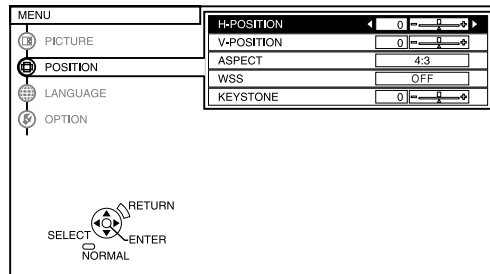 MENU
PICTURE
POSITION
LANGUAGE
OPTION
H-POSITION 0
V-POSITION 0
ASPECT 4:3
WSS OFF
KEYSTONE 0
RETURN
SELECT
ENTER
NORMAL